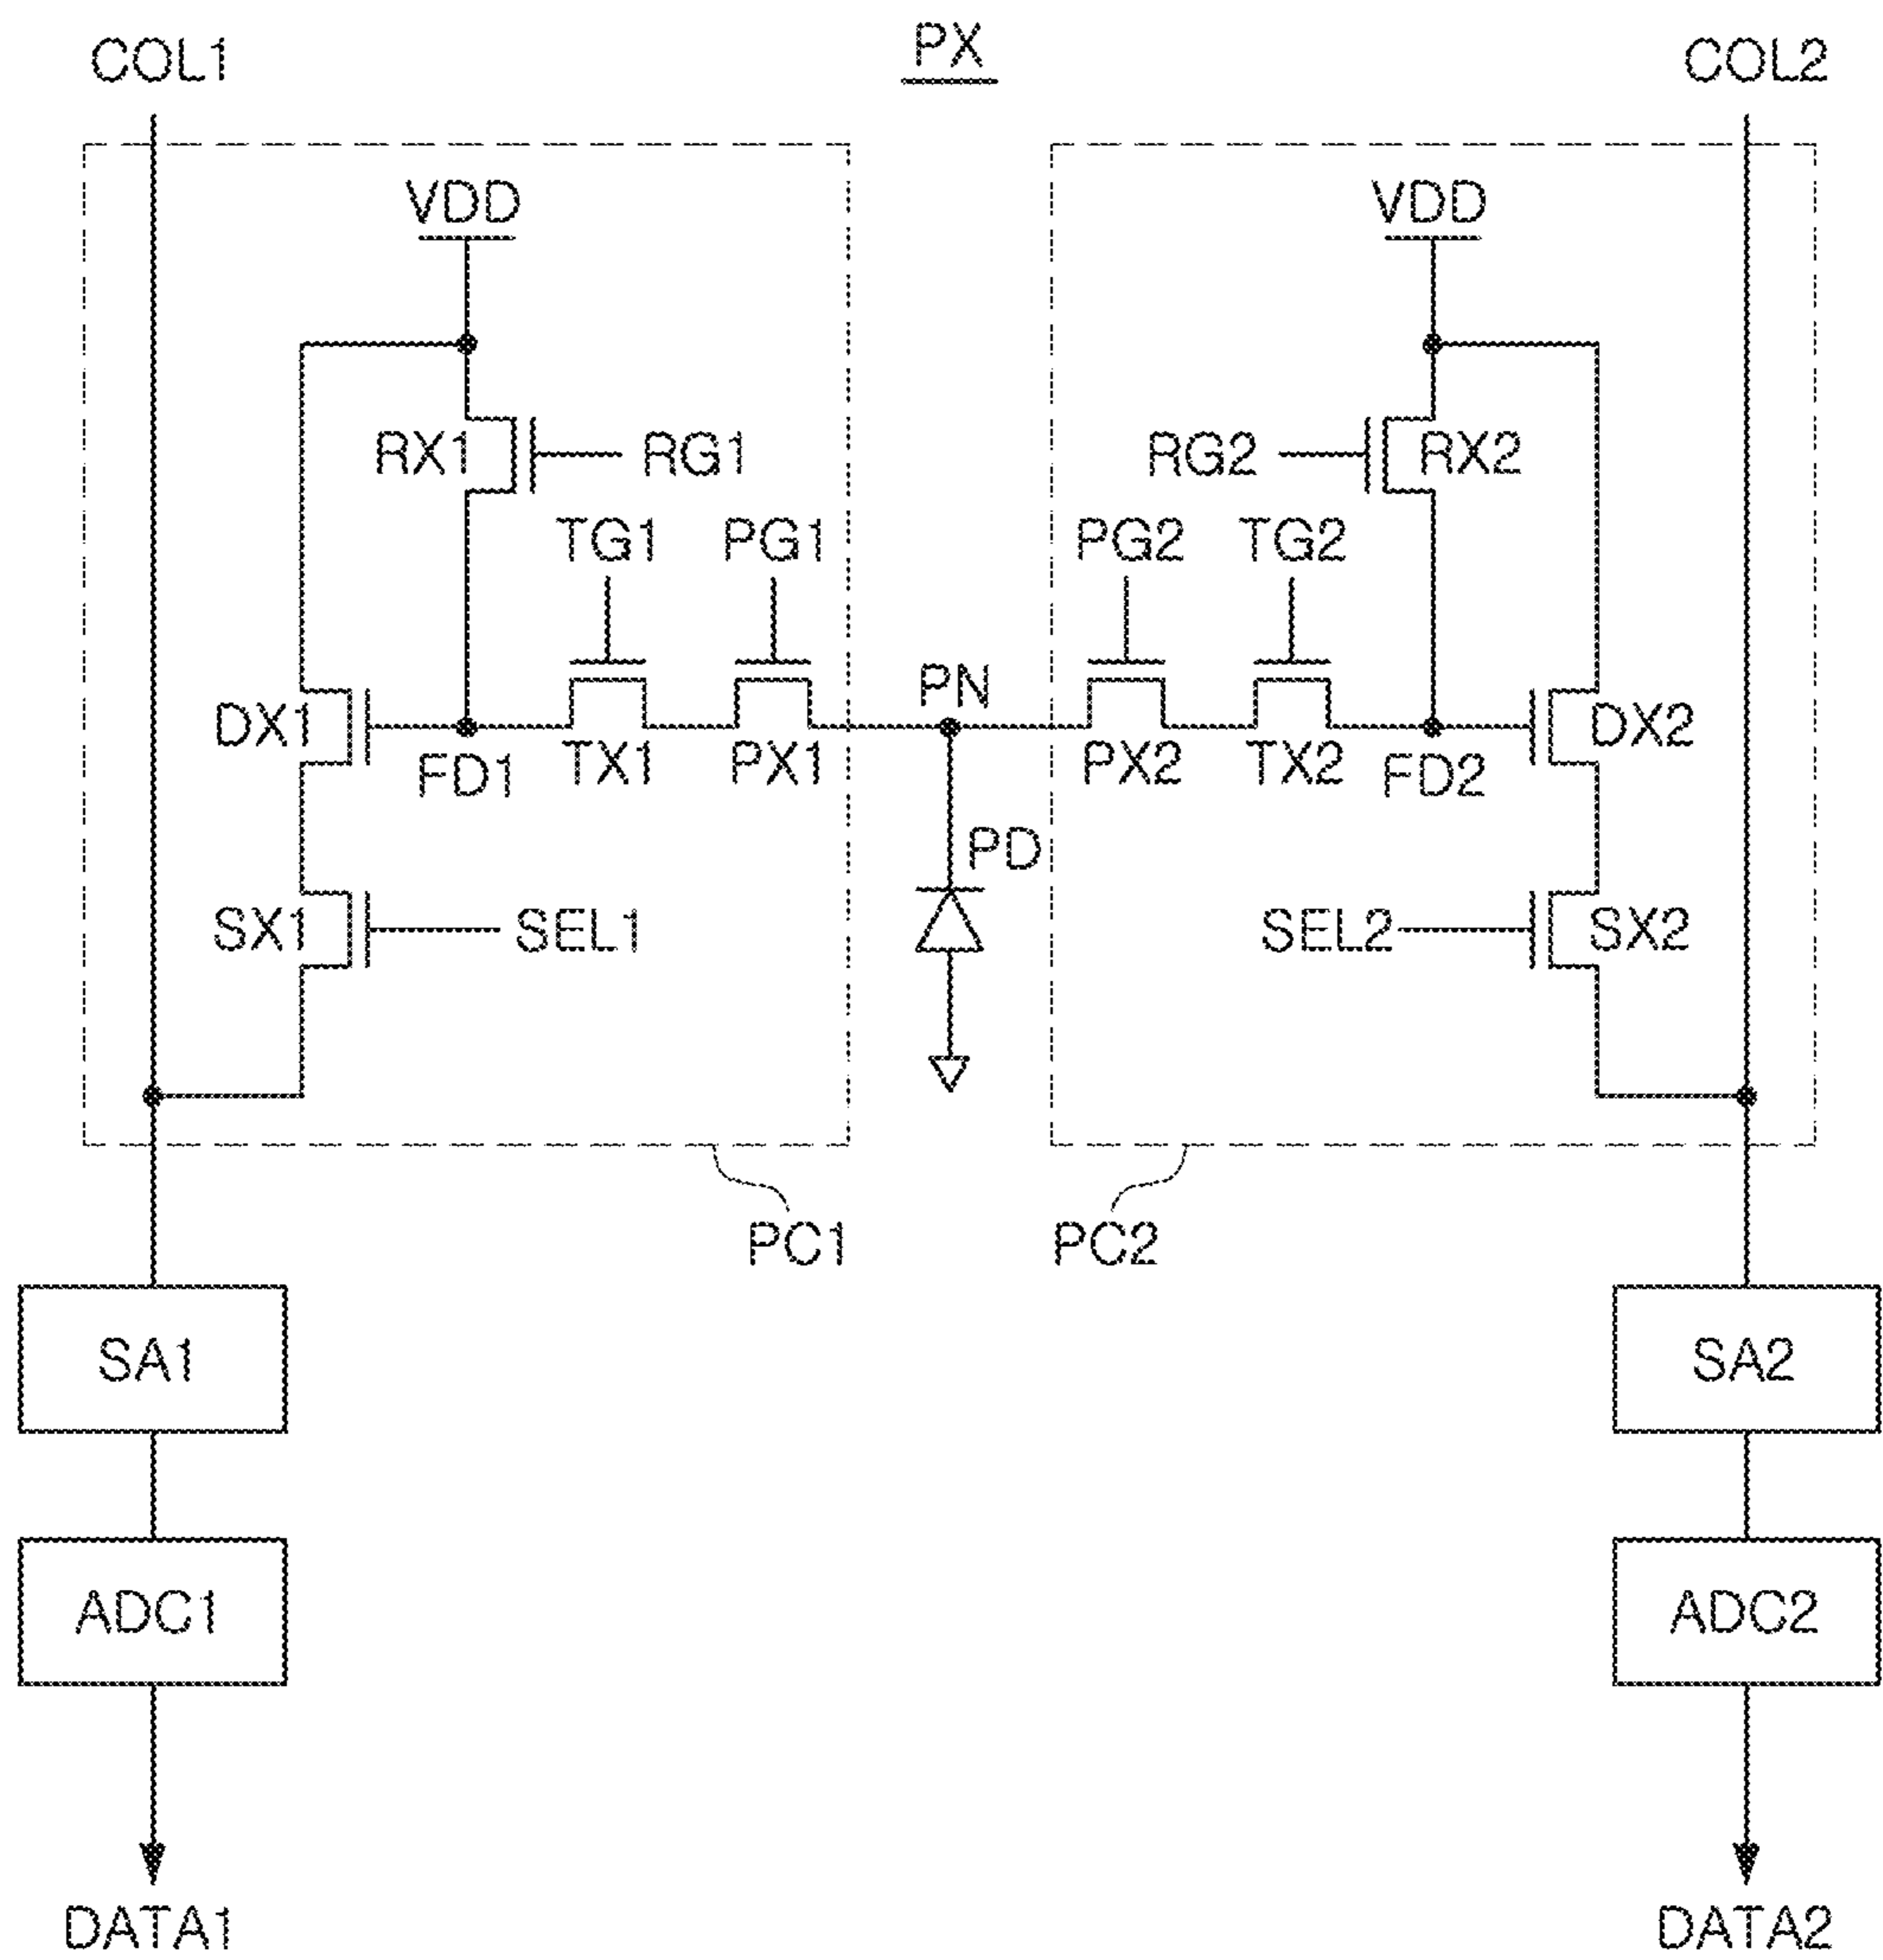 COL1 PX COL2
VDD VDD
RX1 RG1 RG2 RX2
TG1 PG1 PG2 TG2
PN
DX1 DX2
FD1 TX1 PX1 PX2 TX2 FD2
PD
SX1 SEL1 SEL2 SX2
PC1 PC2
SA1 SA2
ADC1 ADC2
DATA1 DATA2